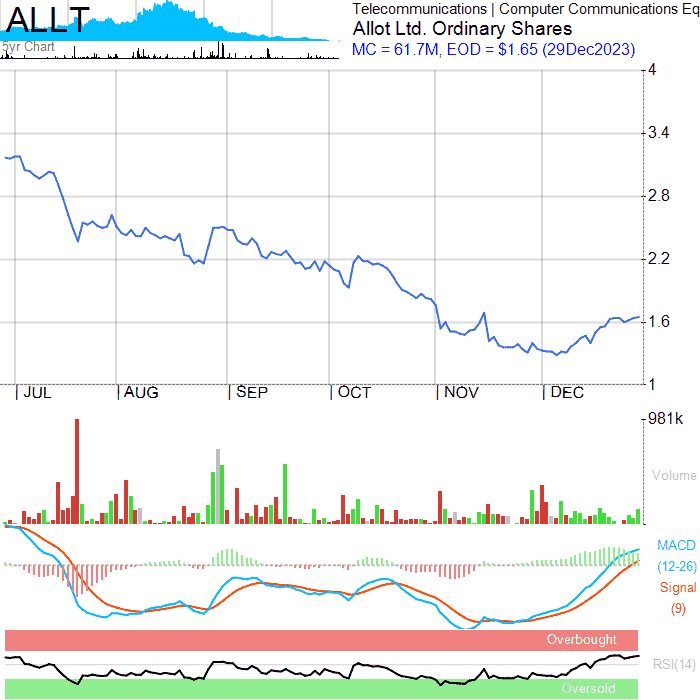 ALLT
5yr Chart
Telecommunications | Computer Communications Eq
Allot Ltd. Ordinary Shares
MC = 61.7M, EOD = $1.65 (29Dec2023)
4
3.4
2.8
2.2
1.6
1
JUL
AUG
SEP
OCT
NOV
DEC
981k
Volume
MACD
(12-26)
Signal
(9)
Overbought
RSI(14)
Oversold